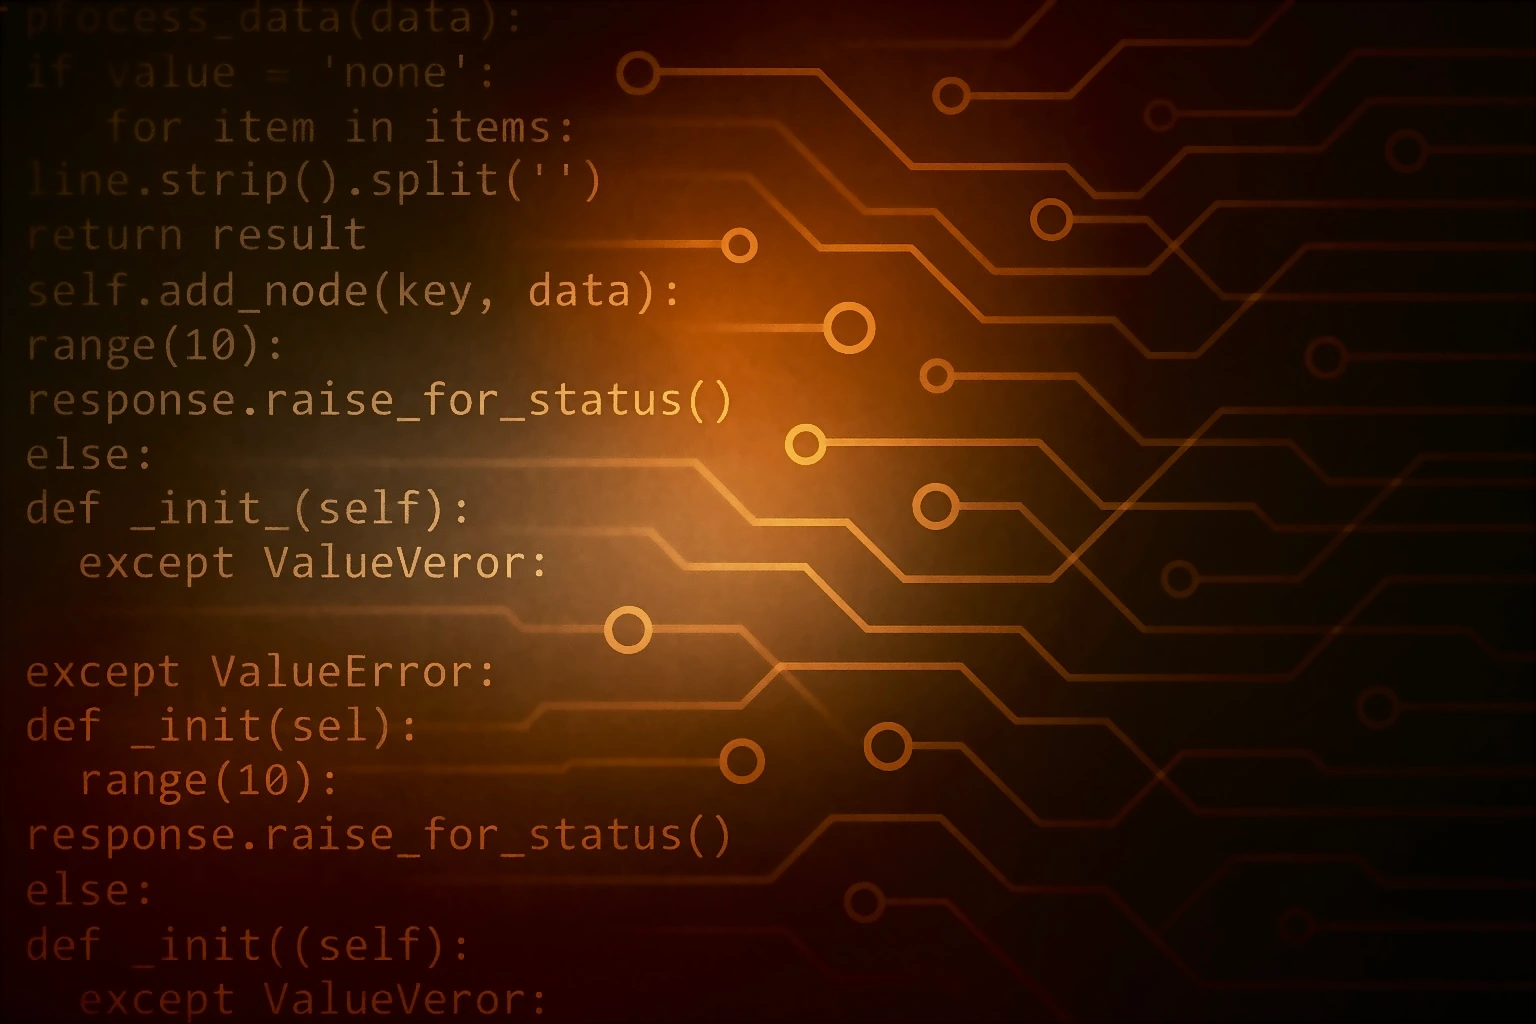 pfocess_data(data):
if value = 'none':
for item in items:
line.strip().split('')
return result
self.add_node(key, data):
range(10):
response.raise_for_status()
else:
def _init_(self):
except ValueVeror:
except ValueError:
def _init(sel):
range(10):
response.raise_for_status()
else:
def _init((self):
except ValueVeror: